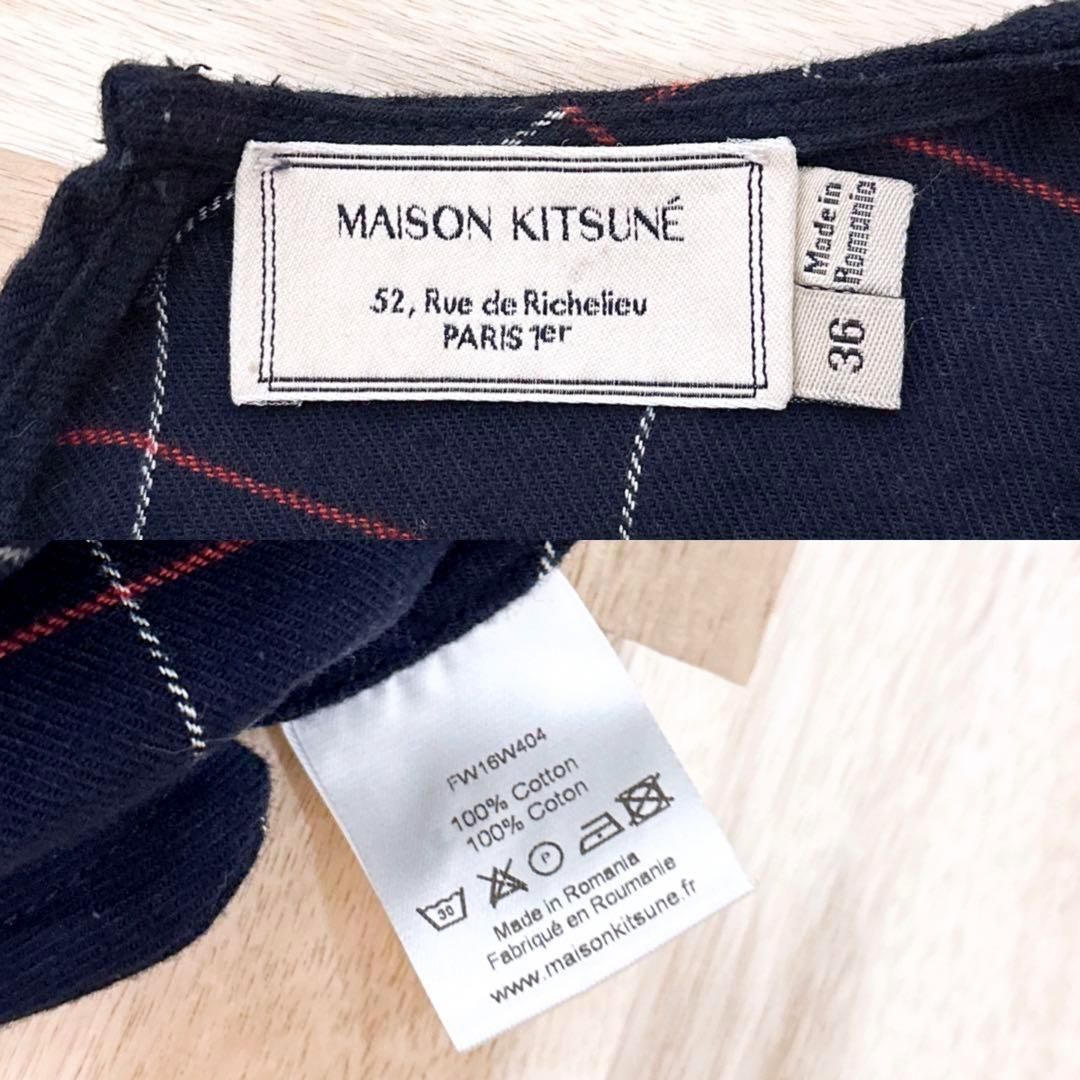 MAISON KITSUNÉ
52, Rue de Richelieu
PARIS 1er
Made in
Romania
36
FW16W404
100% Cotton
100% Coton
30
P
Made in Romania
Fabriqué en Roumanie
www.maisonkitsune.fr